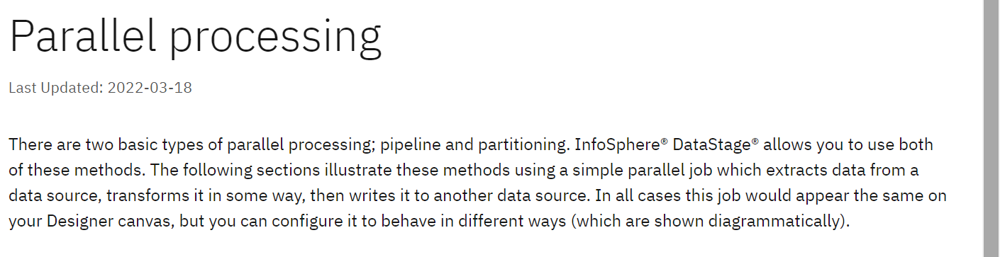 Parallel processing
Last Updated: 2022-03-18
There are two basic types of parallel processing; pipeline and partitioning. InfoSphere® DataStage® allows you to use both
of these methods. The following sections illustrate these methods using a simple parallel job which extracts data from a
data source, transforms it in some way, then writes it to another data source. In all cases this job would appear the same on
your Designer canvas, but you can configure it to behave in different ways (which are shown diagrammatically).